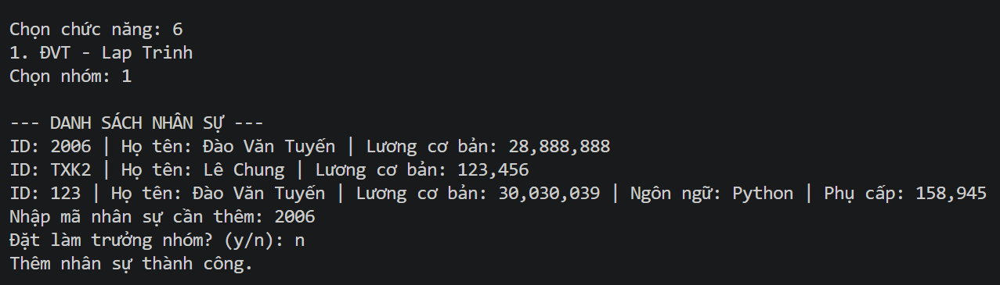 Chọn chức năng: 6
1. ĐVT - Lap Trinh
Chọn nhóm: 1
--- DANH SÁCH NHÂN SỰ ---
ID: 2006 | Họ tên: Đào Văn Tuyến | Lương cơ bản: 28,888,888
ID: TXK2 | Họ tên: Lê Chung | Lương cơ bản: 123,456
ID: 123 | Họ tên: Đào Văn Tuyến | Lương cơ bản: 30,030,039 | Ngôn ngữ: Python | Phụ cấp: 158,945
Nhập mã nhân sự cần thêm: 2006
Đặt làm trưởng nhóm? (y/n): n
Thêm nhân sự thành công.